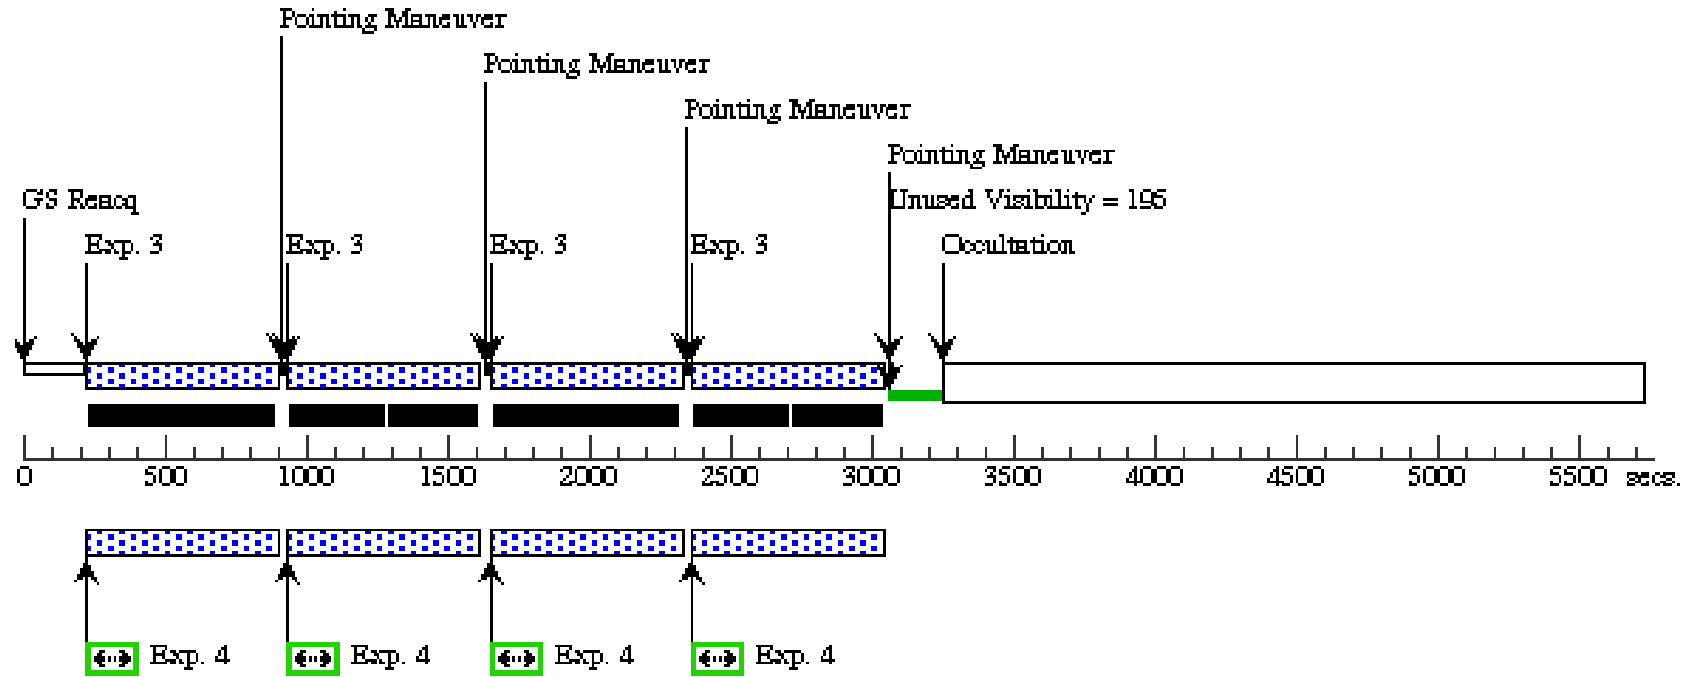 Pointing Maneuver
Pointing Maneuver
Pointing Maneuver
Pointing Maneuver
GS Reacq
Unused Visibility = 195
Exp. 3
Exp. 3
Exp. 3
Exp. 3
Occultation
0 500 1000 1500 2000 2500 3000 3500 4000 4500 5000 5500 secs.
Exp. 4
Exp. 4
Exp. 4
Exp. 4